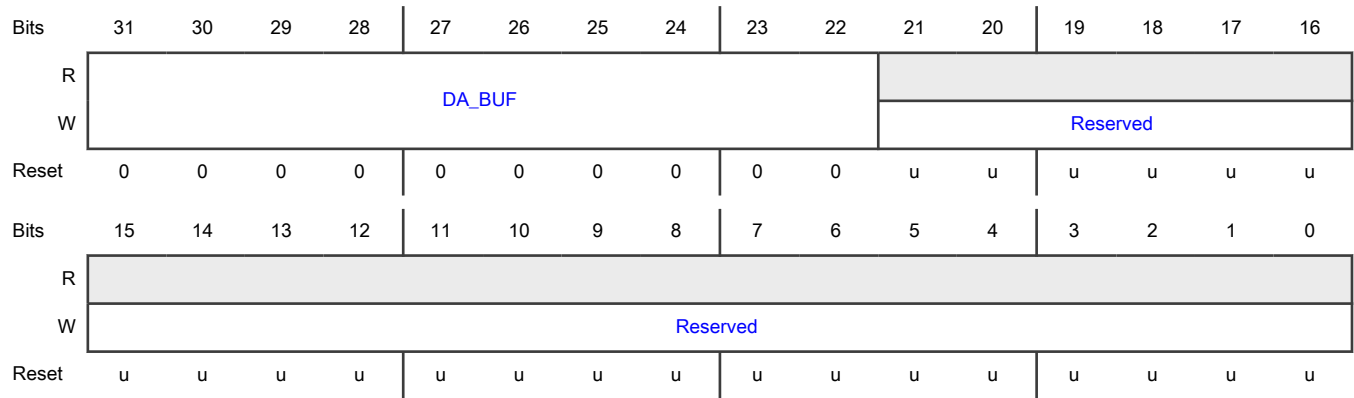 Bits 31 30 29 28 27 26 25 24 23 22 21 20 19 18 17 16
R
DA_BUF
W Reserved
Reset 0 0 0 0 0 0 0 0 0 0 u u u u u u
Bits 15 14 13 12 11 10 9 8 7 6 5 4 3 2 1 0
R
W Reserved
Reset u u u u u u u u u u u u u u u u